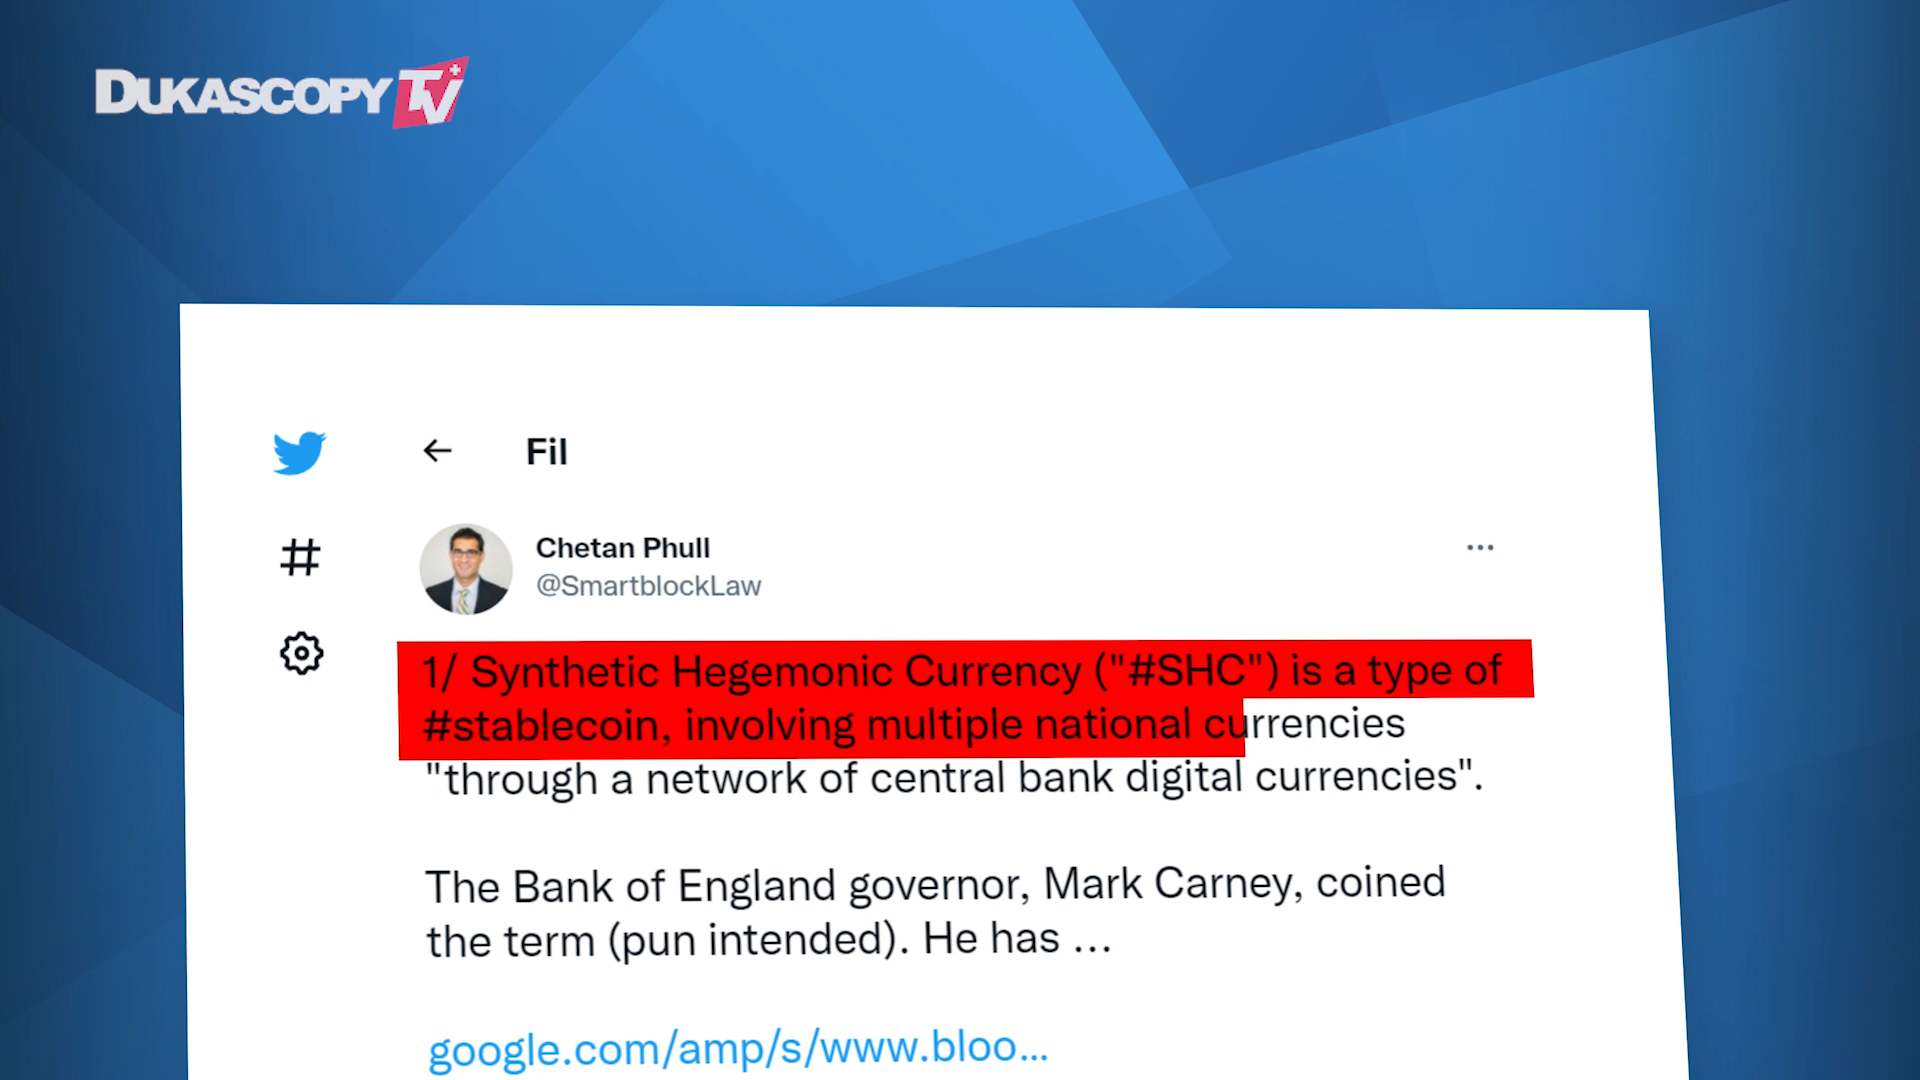 DUKASCOPY TV
Fil
Chetan Phull
@SmartblockLaw
1/ Synthetic Hegemonic Currency ("#SHC") is a type of
#stablecoin, involving multiple national currencies
"through a network of central bank digital currencies".
The Bank of England governor, Mark Carney, coined
the term (pun intended). He has ...
google.com/amp/s/www.bloo...